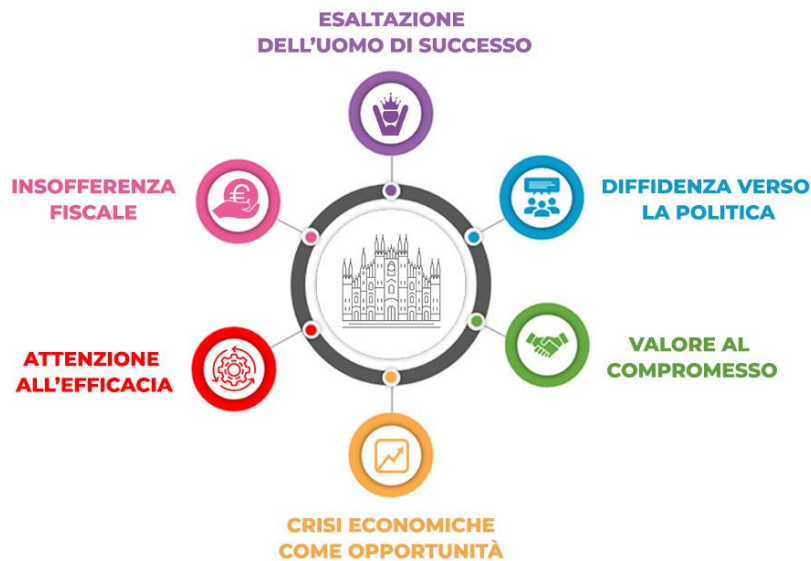 ESALTAZIONE
DELL'UOMO DI SUCCESSO
INSOFFERENZA
FISCALE
DIFFIDENZA VERSO
LA POLITICA
ATTENZIONE
ALL'EFFICACIA
VALORE AL
COMPROMESSO
CRISI ECONOMICHE
COME OPPORTUNITÀ